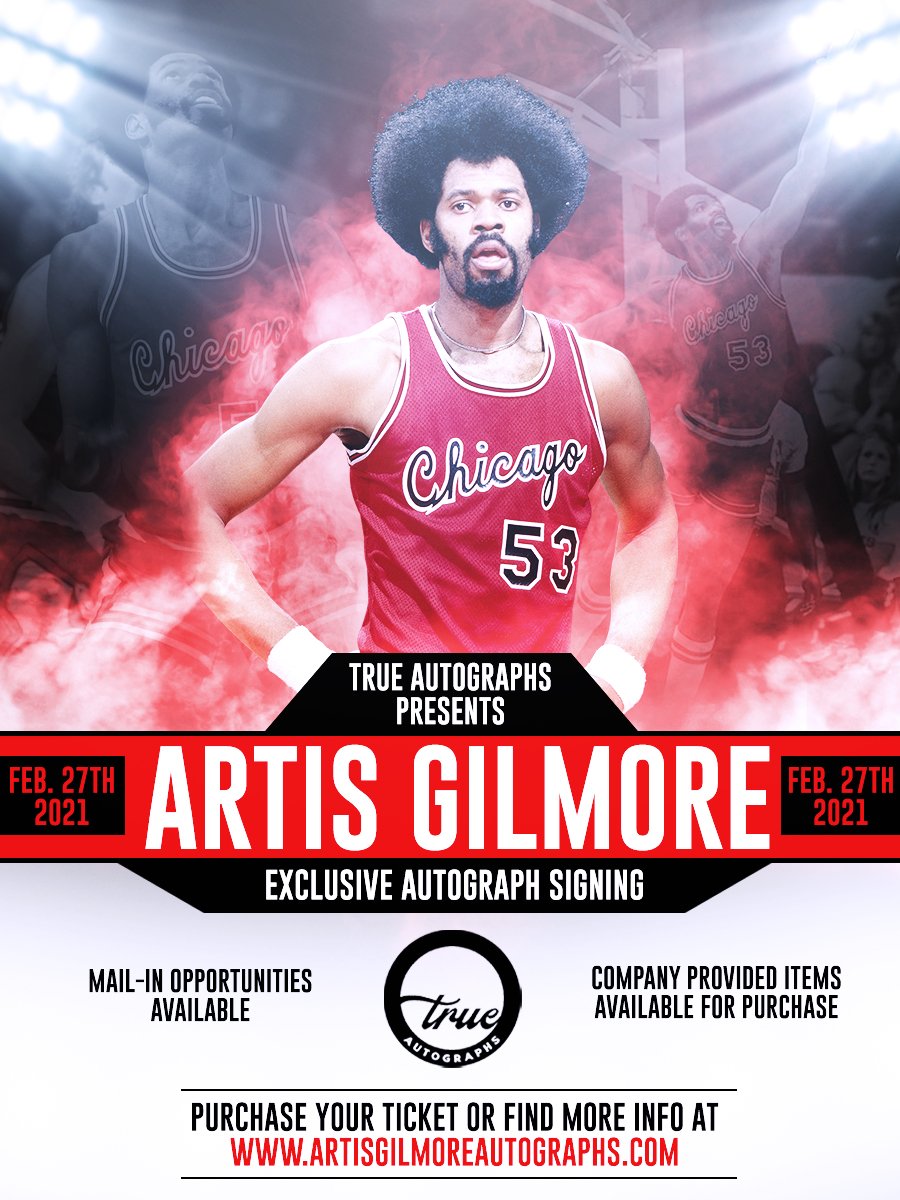 Chicago
Chicago
53
Chicago
53
TRUE AUTOGRAPHS
PRESENTS
FEB. 27TH
2021
ARTIS GILMORE
FEB. 27TH
2021
EXCLUSIVE AUTOGRAPH SIGNING
MAIL-IN OPPORTUNITIES
AVAILABLE
true
AUTOGRAPHS
COMPANY PROVIDED ITEMS
AVAILABLE FOR PURCHASE
PURCHASE YOUR TICKET OR FIND MORE INFO AT
WWW.ARTISGILMOREAUTOGRAPHS.COM